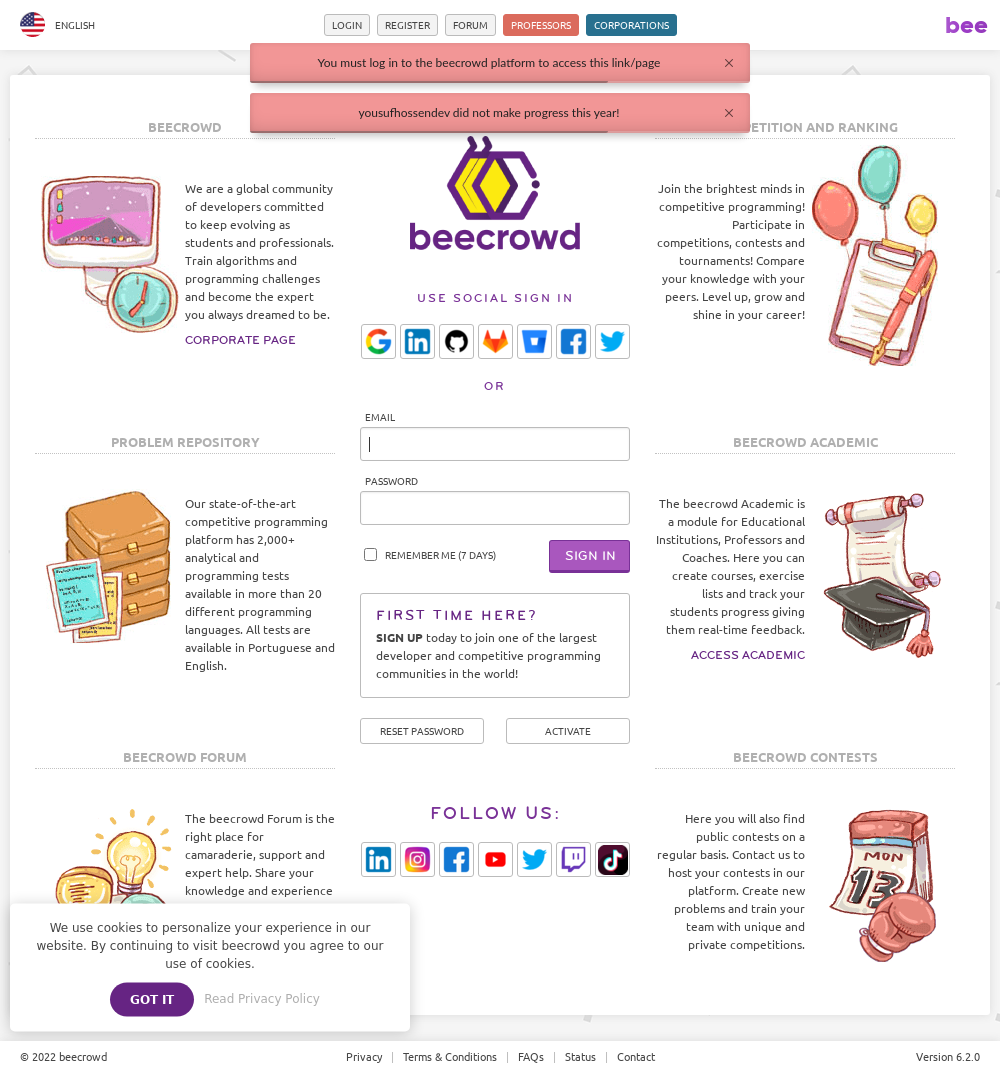 ENGLISH
LOGIN
REGISTER
FORUM
PROFESSORS
CORPORATIONS
bee
You must log in to the beecrowd platform to access this link/page
yousufhossendev did not make progress this year!
BEECROWD
We are a global community
of developers committed
to keep evolving as
students and professionals.
Train algorithms and
programming challenges
and become the expert
you always dreamed to be.
CORPORATE PAGE
beecrowd
USE SOCIAL SIGN IN
OR
EMAIL
PASSWORD
REMEMBER ME (7 DAYS)
SIGN IN
FIRST TIME HERE?
SIGN UP today to join one of the largest
developer and competitive programming
communities in the world!
RESET PASSWORD
ACTIVATE
FOLLOW US:
AND RANKING
Join the brightest minds in
competitive programming!
Participate in
competitions, contests and
tournaments! Compare
your knowledge with your
peers. Level up, grow and
shine in your career!
PROBLEM REPOSITORY
Our state-of-the-art
competitive programming
platform has 2,000+
analytical and
programming tests
available in more than 20
different programming
languages. All tests are
available in Portuguese and
English.
BEECROWD ACADEMIC
The beecrowd Academic is
a module for Educational
Institutions, Professors and
Coaches. Here you can
create courses, exercise
lists and track your
students progress giving
them real-time feedback.
ACCESS ACADEMIC
BEECROWD FORUM
The beecrowd Forum is the
right place for
camaraderie, support and
expert help. Share your
knowledge and experience
BEECROWD CONTESTS
Here you will also find
public contests on a
regular basis. Contact us to
host your contests in our
platform. Create new
problems and train your
team with unique and
private competitions.
MON
13
We use cookies to personalize your experience in our
website. By continuing to visit beecrowd you agree to our
use of cookies.
GOT IT
Read Privacy Policy
© 2022 beecrowd
Privacy
Terms & Conditions
FAQs
Status
Contact
Version 6.2.0